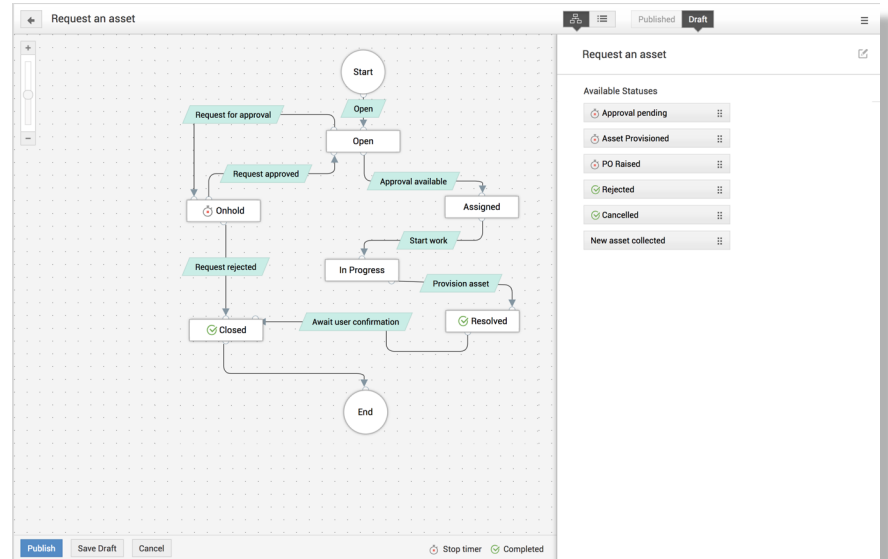 Request an asset
Published
Draft
Start
Open
Request for approval
Open
Request approved
Approval available
Onhold
Assigned
Start work
Request rejected
In Progress
Provision asset
Closed
Await user confirmation
Resolved
End
Publish
Save Draft
Cancel
Stop timer
Completed
Request an asset
Available Statuses
Approval pending
Asset Provisioned
PO Raised
Rejected
Cancelled
New asset collected